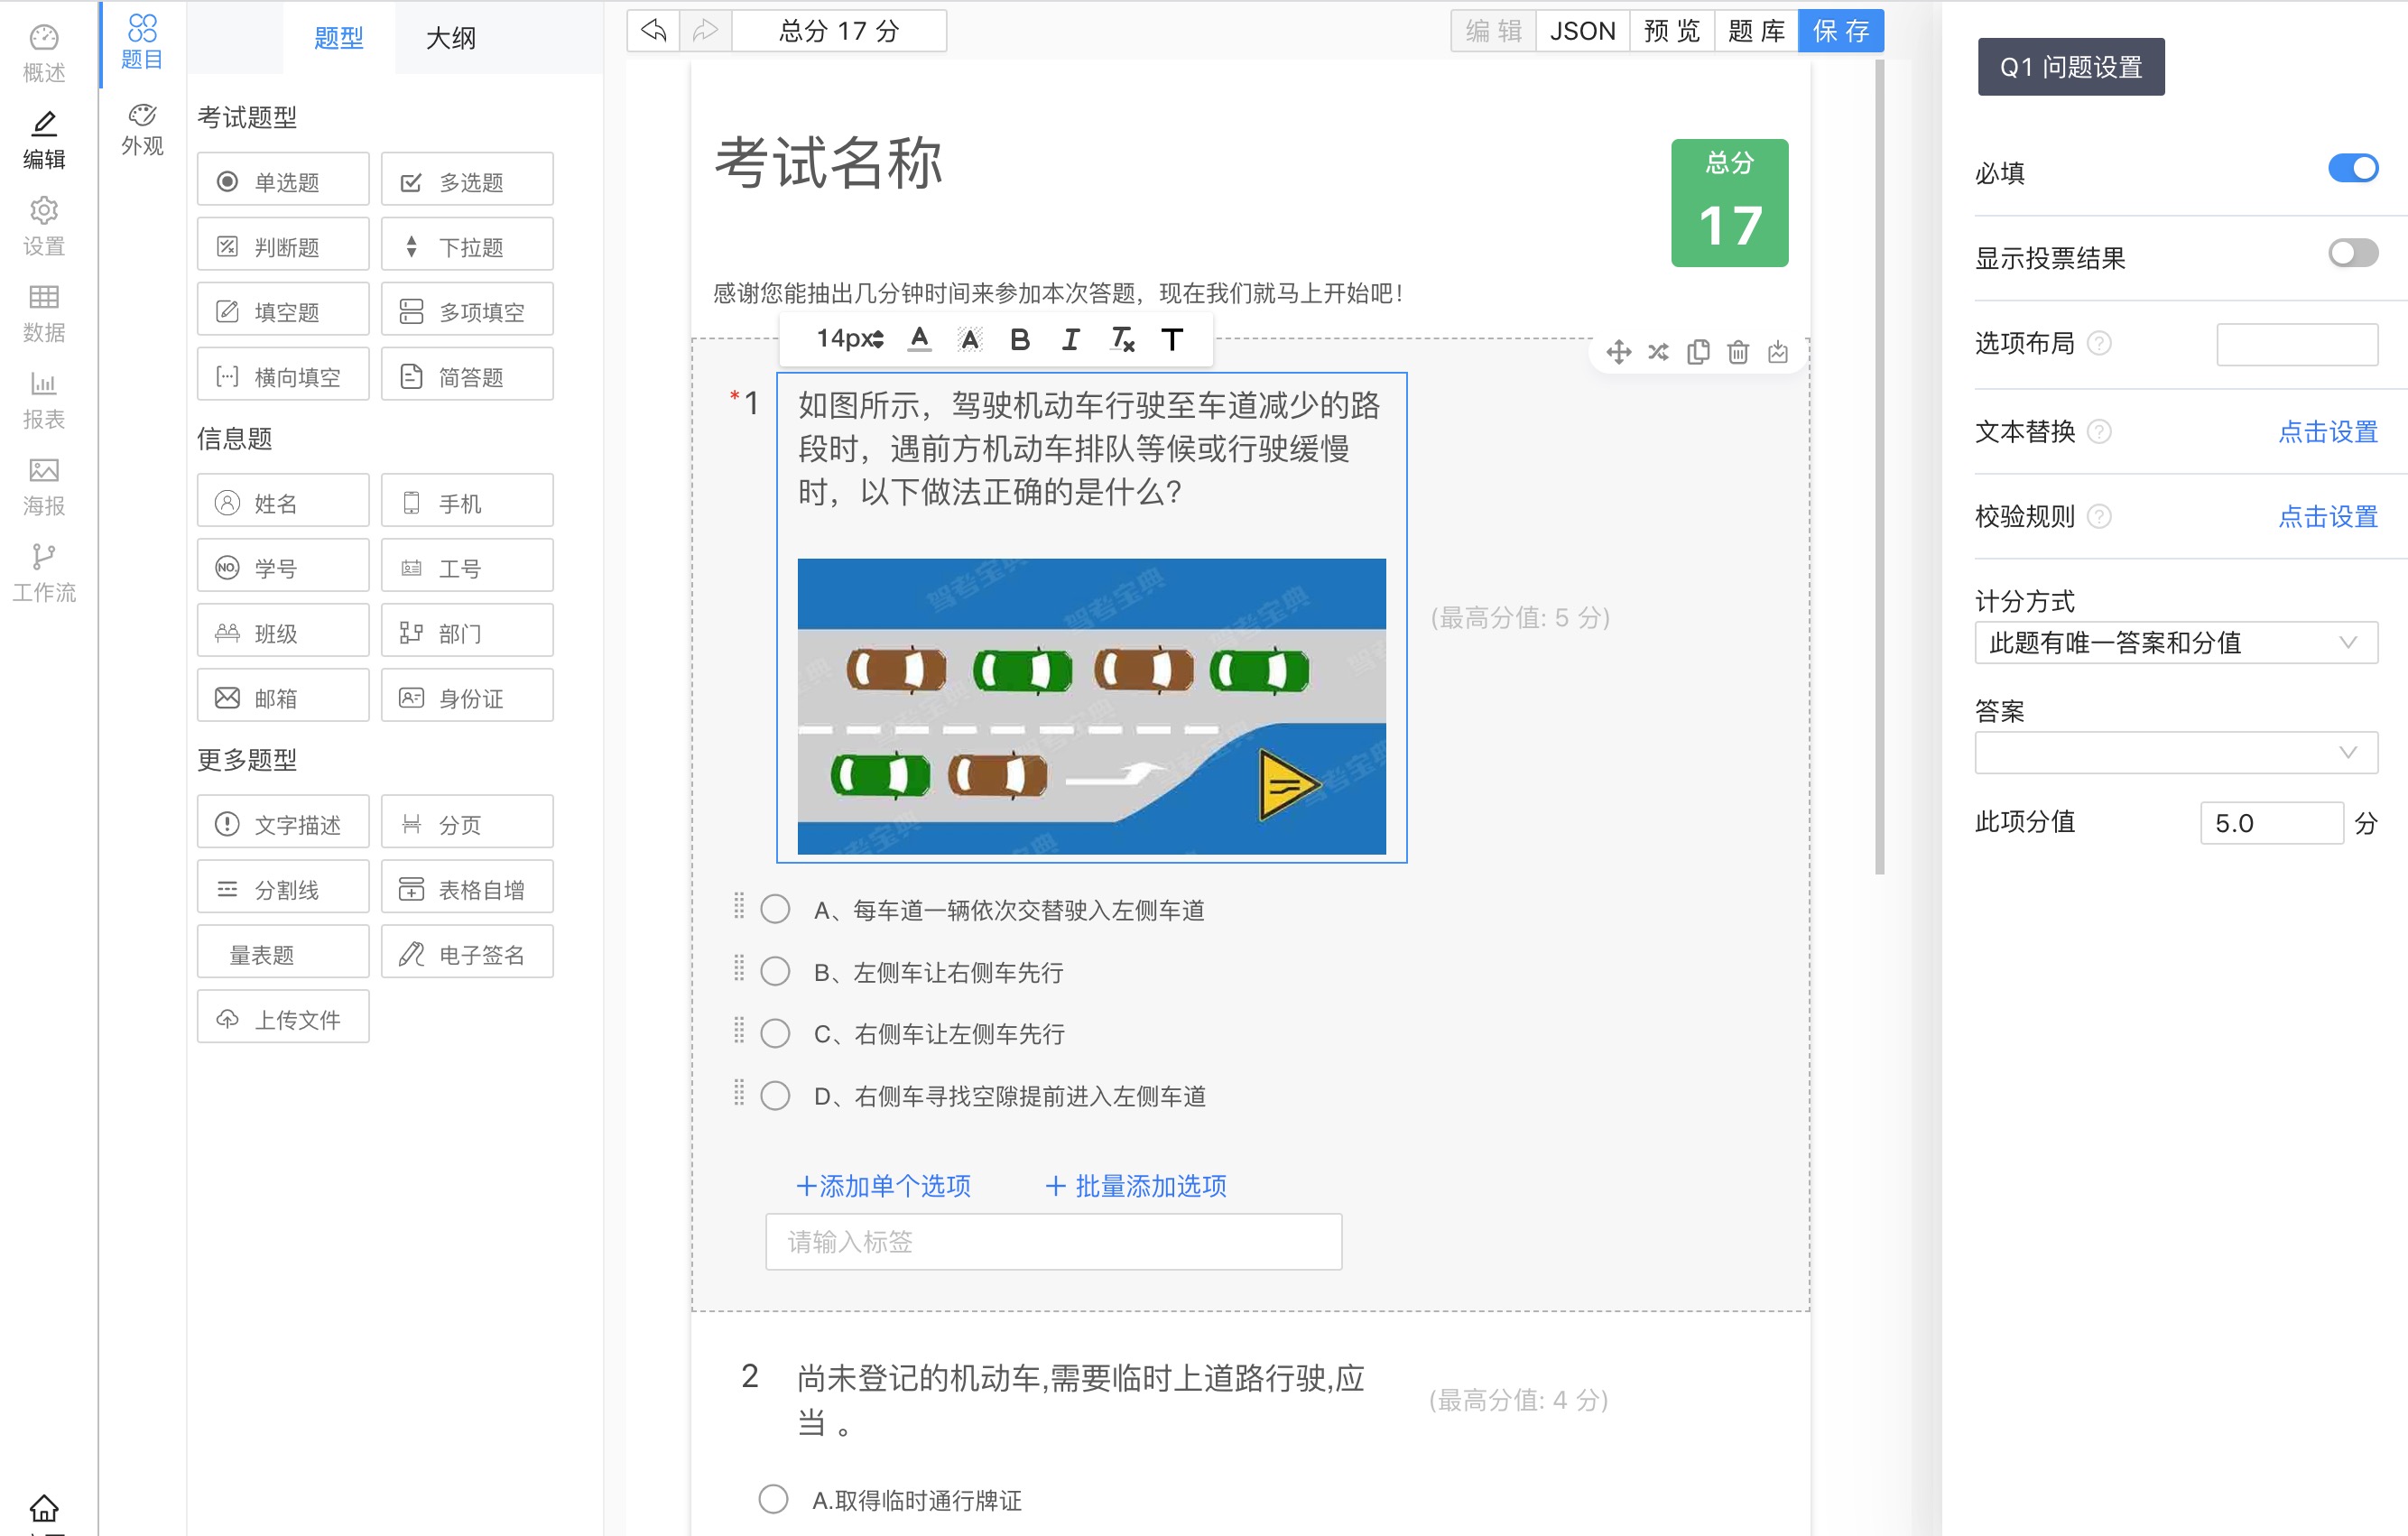 概述
编辑
设置
数据
报表
海报
工作流
题目
外观
题型
大纲
考试题型
单选题
多选题
判断题
下拉题
填空题
多项填空
横向填空
简答题
信息题
姓名
手机
NO.
学号
工号
班级
部门
邮箱
身份证
更多题型
文字描述
分页
分割线
表格自增
量表题
电子签名
上传文件
总分 17 分
编 辑
JSON
预 览
题 库
保 存
考试名称
总分
17
感谢您能抽出几分钟时间来参加本次答题，现在我们就马上开始吧！
14px
A
A
B
I
T
*1
如图所示，驾驶机动车行驶至车道减少的路
段时，遇前方机动车排队等候或行驶缓慢
时，以下做法正确的是什么?
驾考宝典
驾考宝典
驾考宝典
(最高分值: 5 分)
A、每车道一辆依次交替驶入左侧车道
B、左侧车让右侧车先行
C、右侧车让左侧车先行
D、右侧车寻找空隙提前进入左侧车道
+添加单个选项
+ 批量添加选项
请输入标签
2
尚未登记的机动车,需要临时上道路行驶,应
当 。
(最高分值: 4 分)
A.取得临时通行牌证
Q1 问题设置
必填
显示投票结果
选项布局 ?
文本替换 ?
点击设置
校验规则 ?
点击设置
计分方式
此题有唯一答案和分值
答案
此项分值
5.0
分